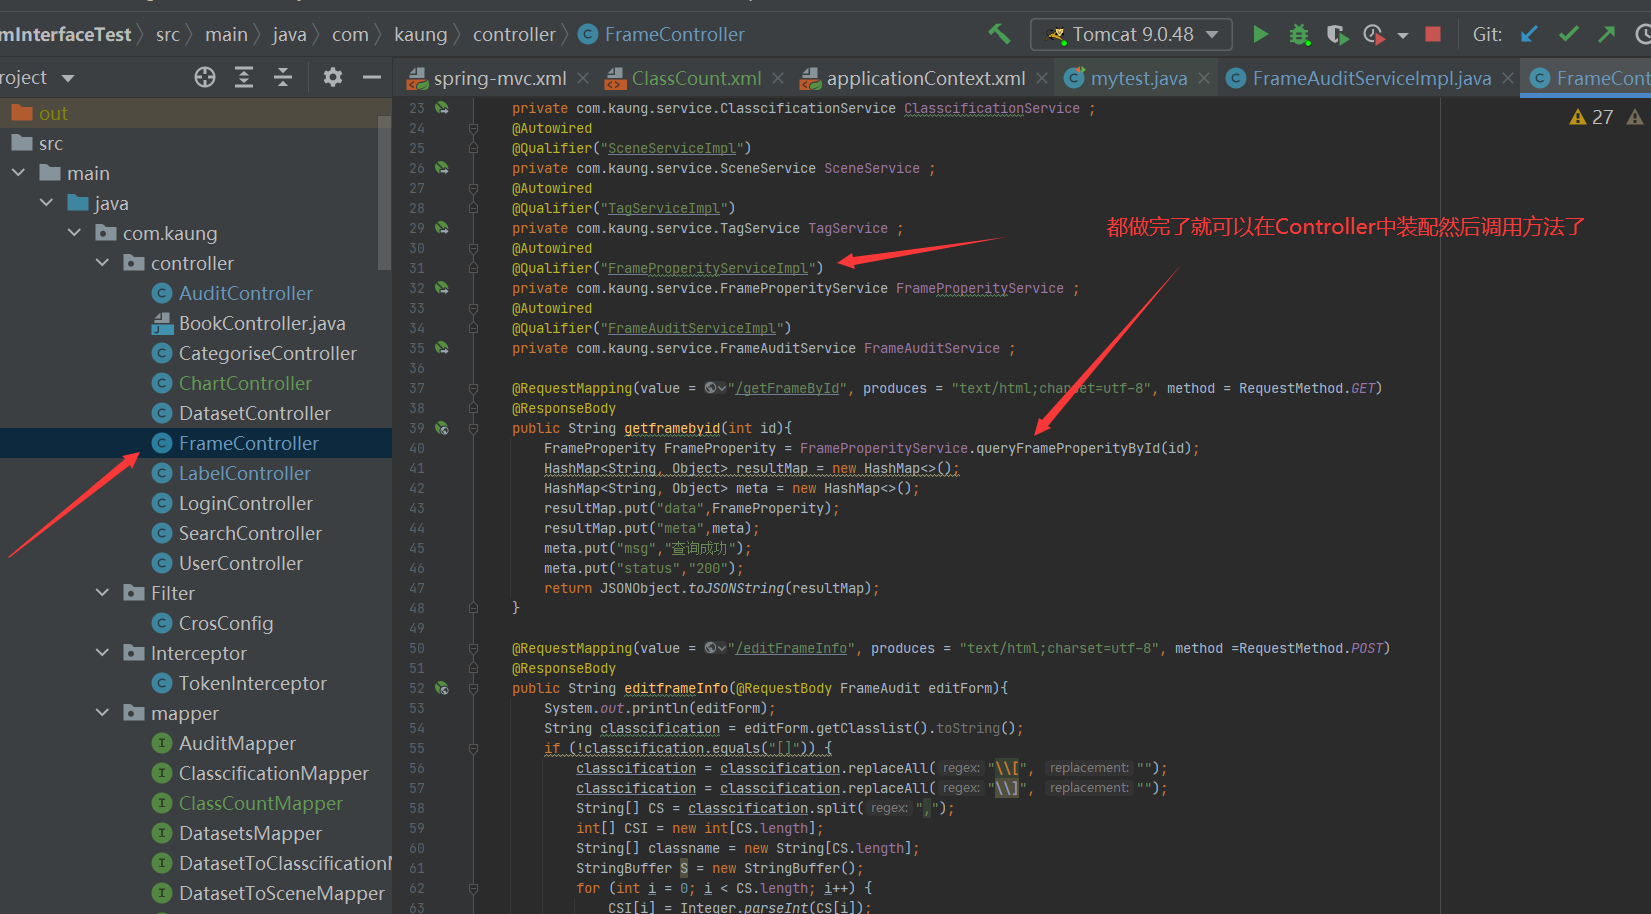 mInterfaceTest 〉 src 〉 main 〉 java 〉 com 〉 kaung 〉 controller 〉 FrameController
Tomcat 9.0.48
Git:
roject
spring-mvc.xml
ClassCount.xml
applicationContext.xml
mytest.java
FrameAuditServiceImpl.java
FrameCont
27
out
src
main
java
com.kaung
controller
AuditController
BookController.java
CategoriseController
ChartController
DatasetController
FrameController
LabelController
LoginController
SearchController
UserController
Filter
CrosConfig
Interceptor
TokenInterceptor
mapper
AuditMapper
ClasscificationMapper
ClassCountMapper
DatasetsMapper
DatasetToClasscificationM
DatasetToSceneMapper
23 private com.kaung.service.ClasscificationService ClasscificationService ;
24 @Autowired
25 @Qualifier("SceneServiceImpl")
26 private com.kaung.service.SceneService SceneService ;
27 @Autowired
28 @Qualifier("TagServiceImpl")
29 private com.kaung.service.TagService TagService ;
都做完了就可以在Controller中装配然后调用方法了
30 @Autowired
31 @Qualifier("FrameProperityServiceImpl")
32 private com.kaung.service.FrameProperityService FrameProperityService ;
33 @Autowired
34 @Qualifier("FrameAuditServiceImpl")
35 private com.kaung.service.FrameAuditService FrameAuditService ;
36
37 @RequestMapping(value = "/getFrameById", produces = "text/html;charset=utf-8", method = RequestMethod.GET)
38 @ResponseBody
39 public String getframebyid(int id){
40 FrameProperity FrameProperity = FrameProperityService.queryFrameProperityById(id);
41 HashMap<String, Object> resultMap = new HashMap<>();
42 HashMap<String, Object> meta = new HashMap<>();
43 resultMap.put("data",FrameProperity);
44 resultMap.put("meta",meta);
45 meta.put("msg","查询成功");
46 meta.put("status","200");
47 return JSONObject.toJSONString(resultMap);
48 }
49
50 @RequestMapping(value = "/editFrameInfo", produces = "text/html;charset=utf-8", method =RequestMethod.POST)
51 @ResponseBody
52 public String editframeInfo(@RequestBody FrameAudit editForm){
53 System.out.println(editForm);
54 String classcification = editForm.getClasslist().toString();
55 if (!classcification.equals("[]")) {
56 classcification = classcification.replaceAll( regex: "\\[", replacement: "");
57 classcification = classcification.replaceAll( regex: "\\]", replacement: "");
58 String[] CS = classcification.split( regex: ",");
59 int[] CSI = new int[CS.length];
60 String[] classname = new String[CS.length];
61 StringBuffer S = new StringBuffer();
62 for (int i = 0; i < CS.length; i++) {
63 CSI[i] = Integer.parseInt(CS[i]);